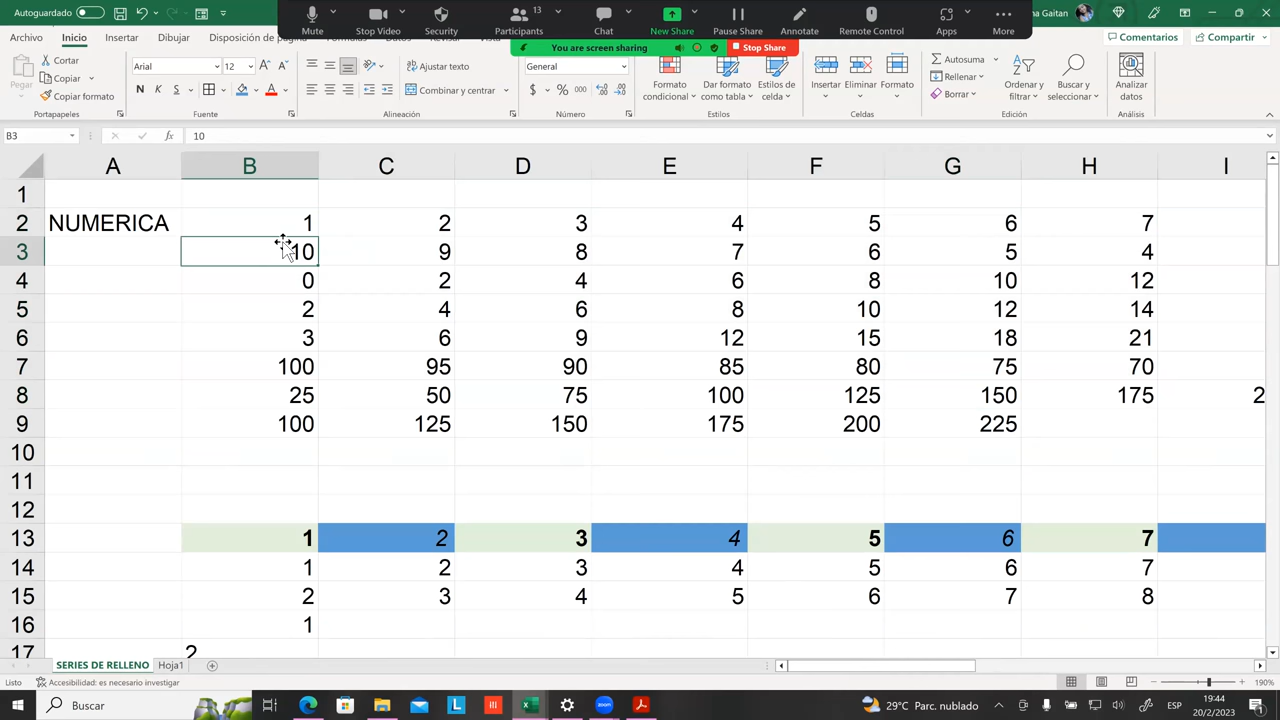 Autoguardado
13
na Gaitan
Mute
Stop Video
Security
Participants
Chat
New Share
Pause Share
Annotate
Remote Control
Apps
More
You are screen sharing
Stop Share
Archivo Inicio Insertar Dibujar Disposición de
Comentarios
Compartir
Pegar
Cortar
Copiar
Copiar formato
Portapapeles
Arial 12
N K S
Fuente
Ajustar texto
Combinar y centrar
Alineación
General
$ % 000
Número
Formato condicional
Dar formato como tabla
Estilos de celda
Estilos
Insertar
Eliminar
Formato
Celdas
Autosuma
Rellenar
Borrar
Ordenar y filtrar
Buscar y seleccionar
Edición
Analizar datos
Análisis
B3 fx 10
A B C D E F G H I
1
2 NUMERICA 1 2 3 4 5 6 7
3 10 9 8 7 6 5 4
4 0 2 4 6 8 10 12
5 2 4 6 8 10 12 14
6 3 6 9 12 15 18 21
7 100 95 90 85 80 75 70
8 25 50 75 100 125 150 175 2
9 100 125 150 175 200 225
10
11
12
13 1 2 3 4 5 6 7
14 1 2 3 4 5 6 7
15 2 3 4 5 6 7 8
16 1
17 2
SERIES DE RELLENO Hoja1
Listo Accesibilidad: es necesario investigar 190%
Buscar
29°C Parc. nublado
ESP
19:44
20/2/2023